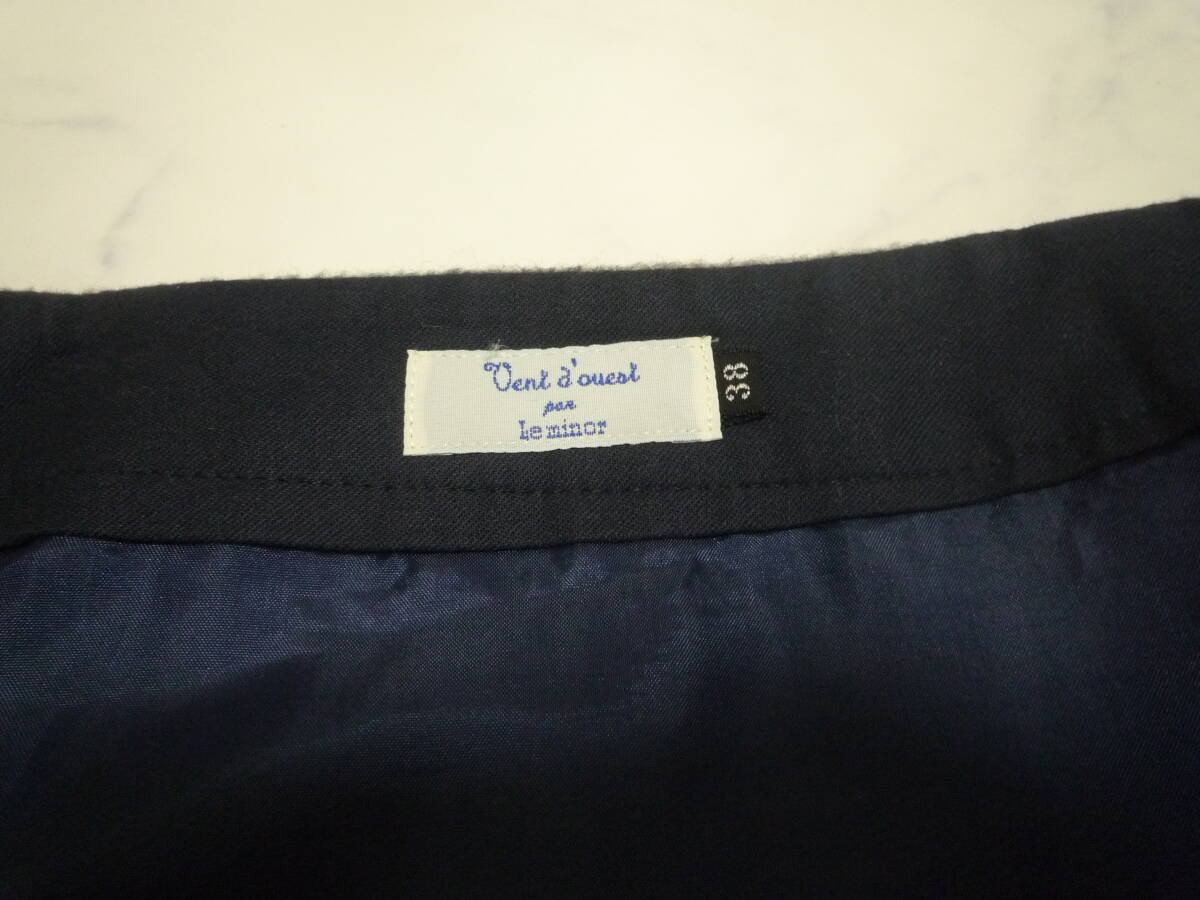 Vent d'ouest
par
Le minor
38